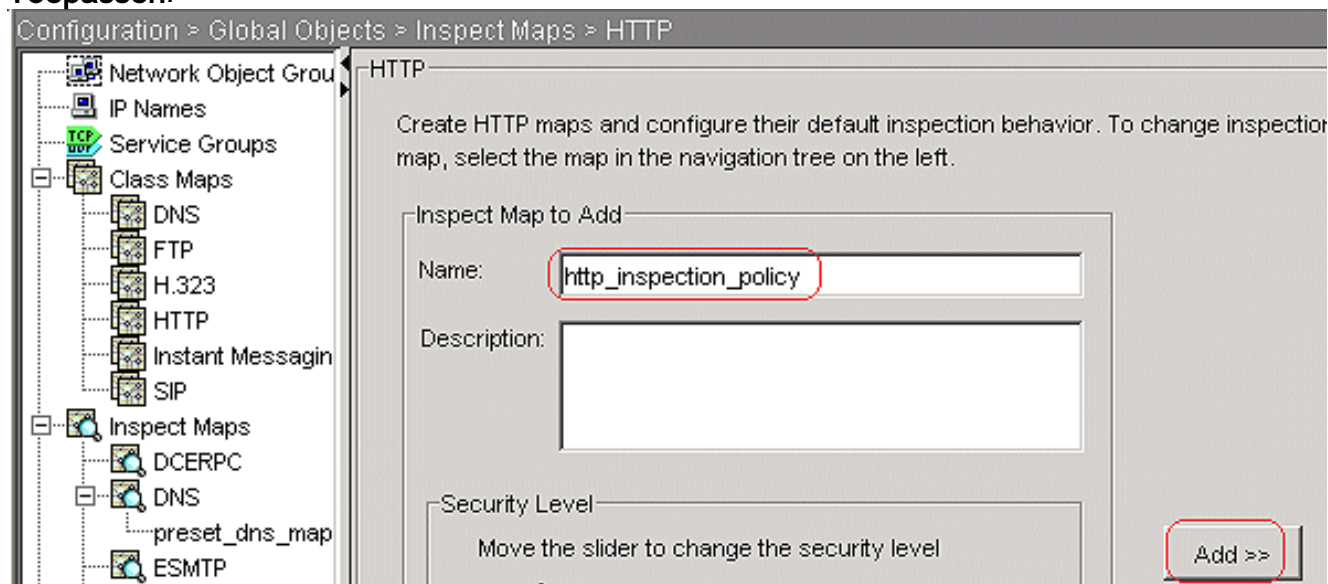 Toepassen.
Configuration > Global Objects > Inspect Maps > HTTP
Network Object Grou
IP Names
Service Groups
Class Maps
DNS
FTP
H.323
HTTP
Instant Messagin
SIP
Inspect Maps
DCERPC
DNS
preset_dns_map
ESMTP
HTTP
Create HTTP maps and configure their default inspection behavior. To change inspection
map, select the map in the navigation tree on the left.
Inspect Map to Add
Name: http_inspection_policy
Description:
Security Level
Move the slider to change the security level
Add >>